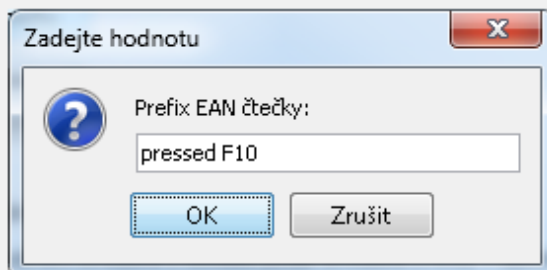 Zadejte hodnotu
Prefix EAN čtečky:
pressed F10
OK Zrušit